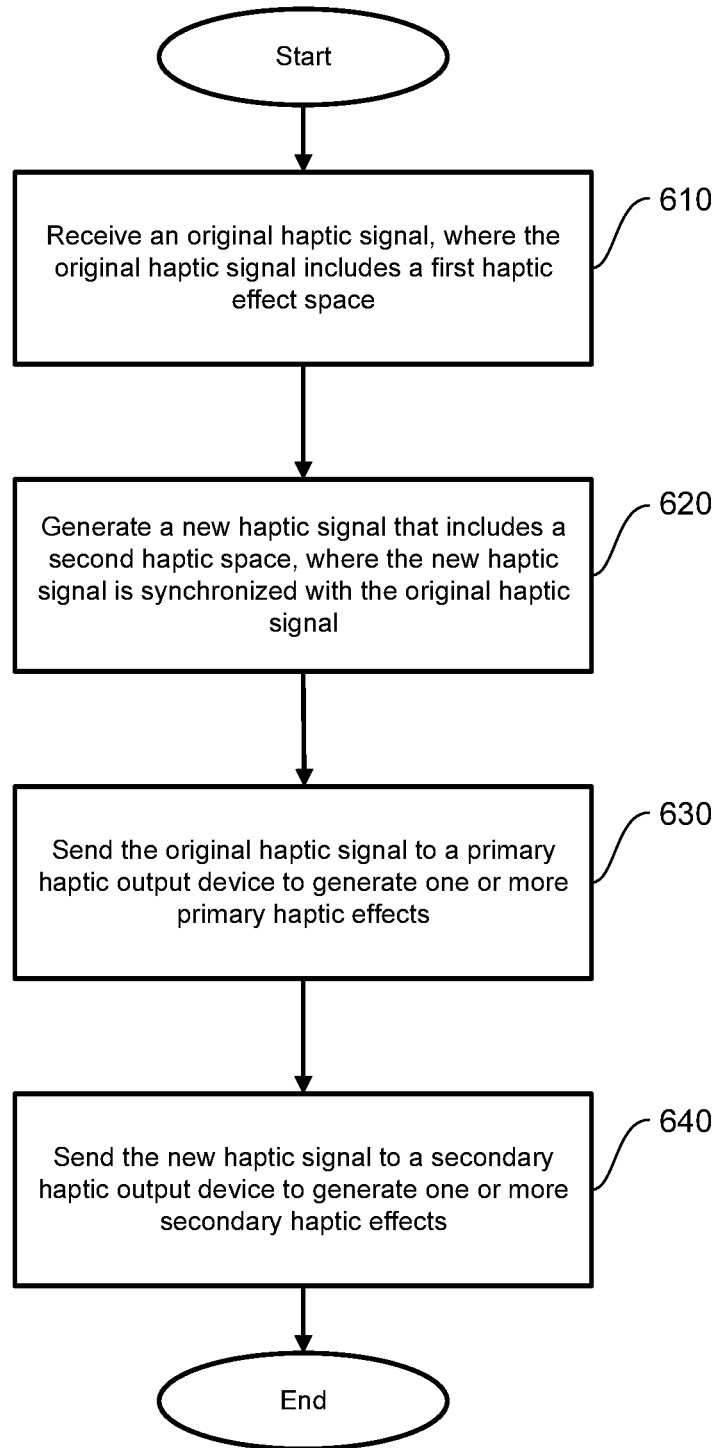 Start
610
Receive an original haptic signal, where the
original haptic signal includes a first haptic
effect space
620
Generate a new haptic signal that includes a
second haptic space, where the new haptic
signal is synchronized with the original haptic
signal
630
Send the original haptic signal to a primary
haptic output device to generate one or more
primary haptic effects
640
Send the new haptic signal to a secondary
haptic output device to generate one or more
secondary haptic effects
End